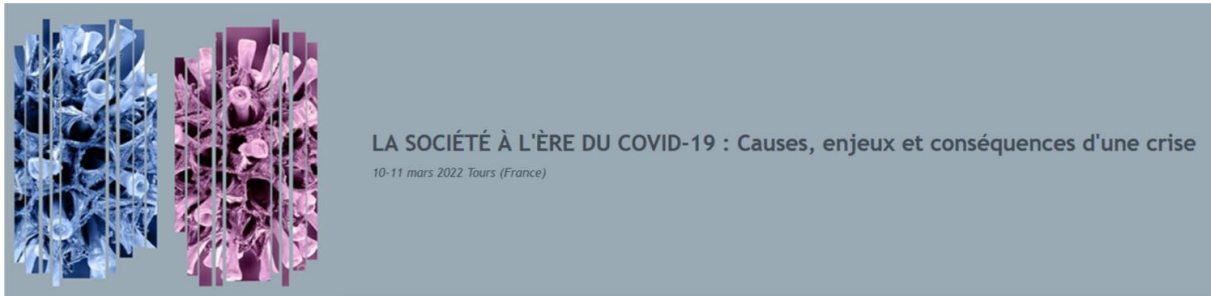 LA SOCIÉTÉ À L'ÈRE DU COVID-19 : Causes, enjeux et conséquences d'une crise
10-11 mars 2022 Tours (France)